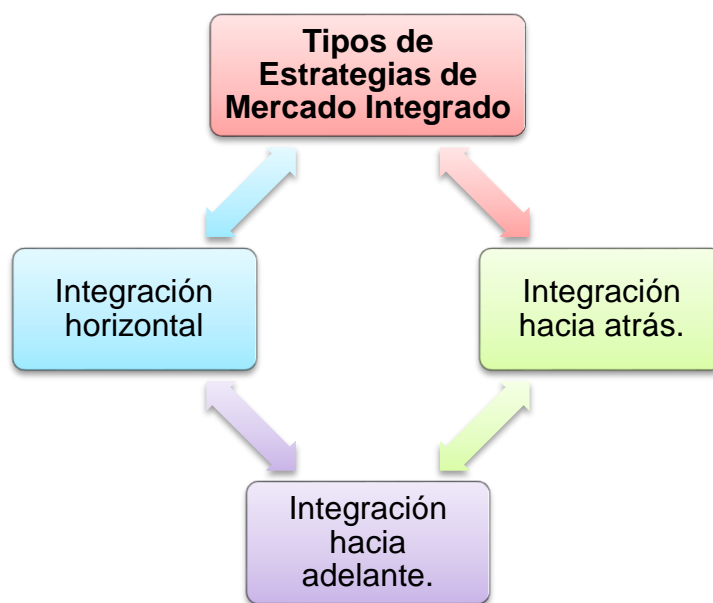 Tipos de
Estrategias de
Mercado Integrado
Integración
horizontal
Integración
hacia atrás.
Integración
hacia
adelante.